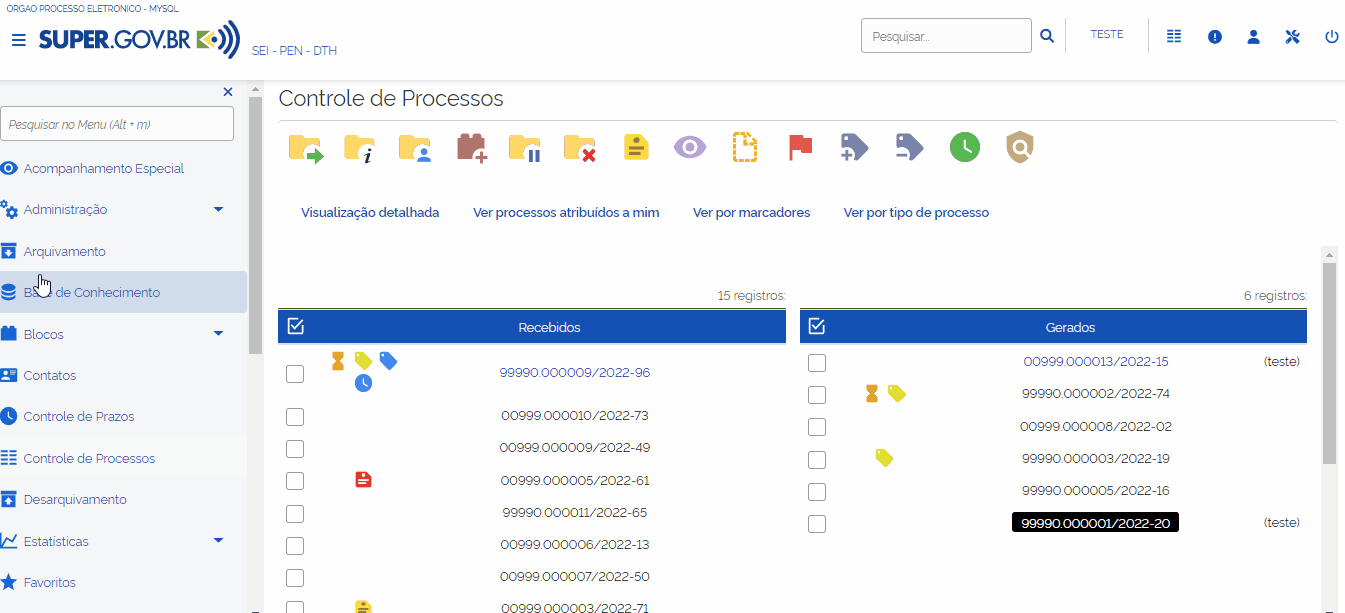 ORGAO PROCESSO ELETRONICO - MYSQL
SUPER.GOV.BR
SEI - PEN - DTH
Pesquisar...
TESTE
Pesquisar no Menu (Alt + m)
Acompanhamento Especial
Administração
Arquivamento
Base de Conhecimento
Blocos
Contatos
Controle de Prazos
Controle de Processos
Desarquivamento
Estatísticas
Favoritos
Controle de Processos
Visualização detalhada
Ver processos atribuídos a mim
Ver por marcadores
Ver por tipo de processo
15 registros:
Recebidos
99990.000009/2022-96
00999.000010/2022-73
00999.000009/2022-49
00999.000005/2022-61
99990.000011/2022-65
00999.000006/2022-13
00999.000007/2022-50
00999.000003/2022-71
6 registros:
Gerados
00999.000013/2022-15 (teste)
99990.000002/2022-74
00999.000008/2022-02
99990.000003/2022-19
99990.000005/2022-16
99990.000001/2022-20 (teste)